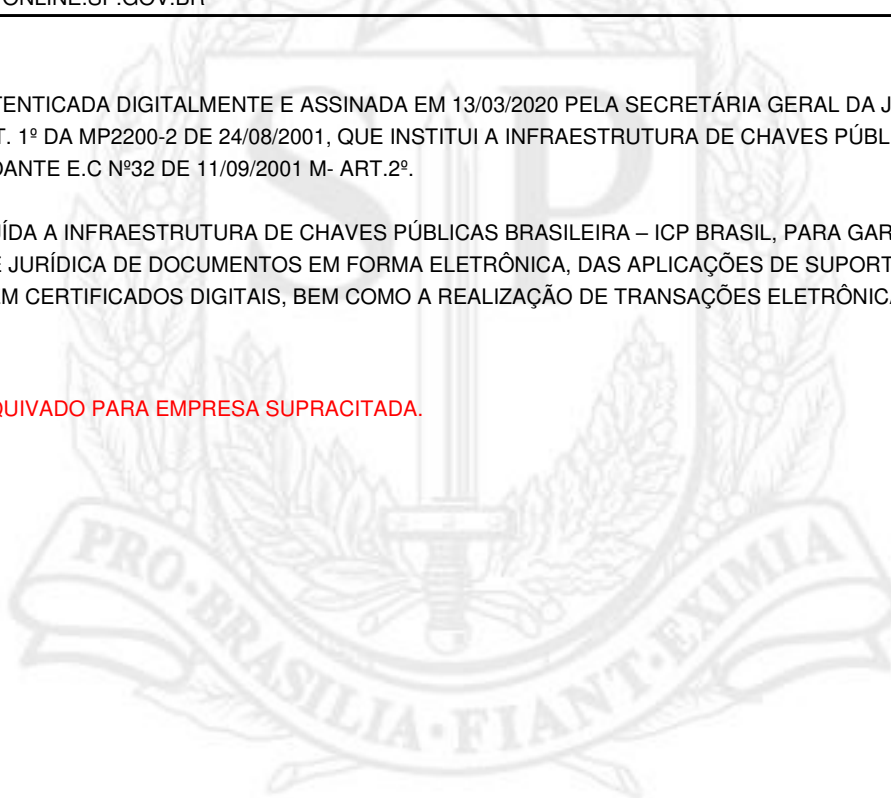 ONLINE.SP.GOV.BR
TENTICADA DIGITALMENTE E ASSINADA EM 13/03/2020 PELA SECRETÁRIA GERAL DA J
T. 1º DA MP2200-2 DE 24/08/2001, QUE INSTITUI A INFRAESTRUTURA DE CHAVES PÚBL
DANTE E.C Nº32 DE 11/09/2001 M- ART.2º.
ÍDA A INFRAESTRUTURA DE CHAVES PÚBLICAS BRASILEIRA – ICP BRASIL, PARA GAR
E JURÍDICA DE DOCUMENTOS EM FORMA ELETRÔNICA, DAS APLICAÇÕES DE SUPORT
EM CERTIFICADOS DIGITAIS, BEM COMO A REALIZAÇÃO DE TRANSAÇÕES ELETRÔNICA
QUIVADO PARA EMPRESA SUPRACITADA.
SP
PRO·BRASILIA·FIANT·EXIMIA